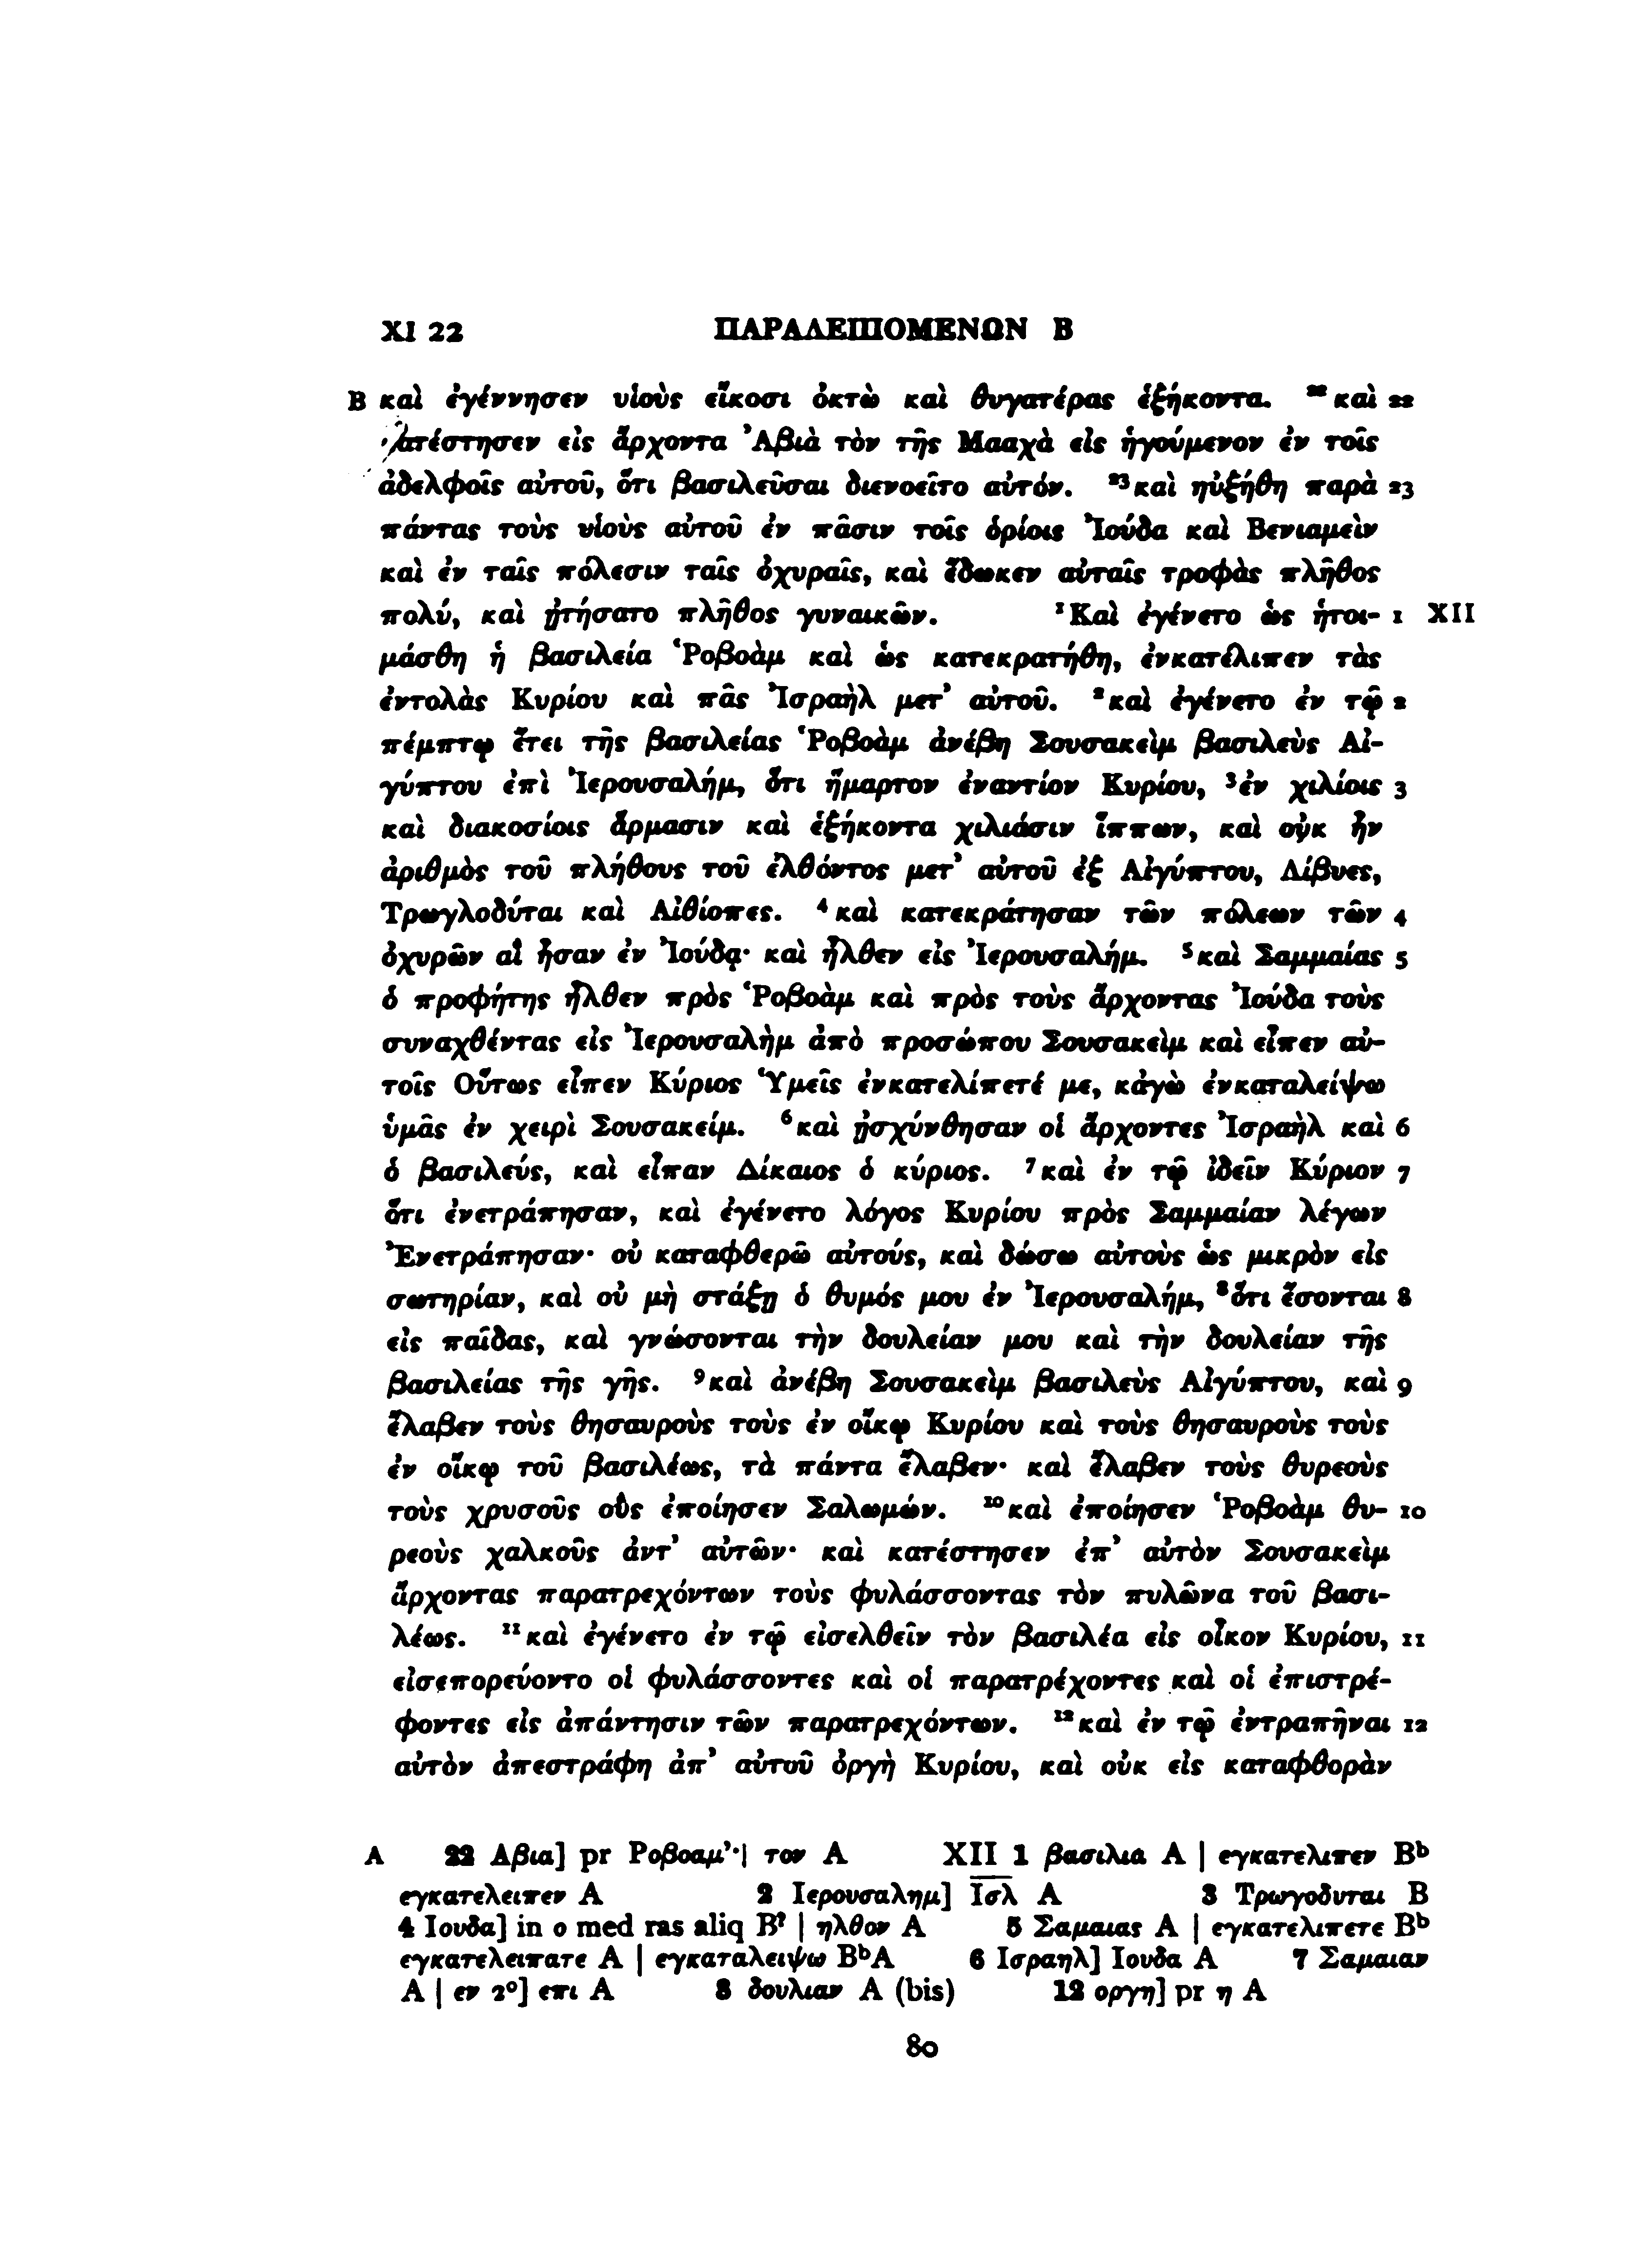 XI 22 ΠΑΡΑΛΕΙΠΟΜΕΝΩΝ Β
B καὶ ἐγέννησεν υἱοὺς εἴκοσι ὀκτὼ καὶ θυγατέρας ἑξήκοντα. ²²καὶ 22
κατέστησεν εἰς ἄρχοντα Ἀβιὰ τὸν τῆς Μααχὰ εἰς ἡγούμενον ἐν τοῖς
ἀδελφοῖς αὐτοῦ, ὅτι βασιλεῦσαι διενοεῖτο αὐτόν. ²³καὶ ηὐξήθη παρὰ 23
πάντας τοὺς υἱοὺς αὐτοῦ ἐν πᾶσιν τοῖς ὁρίοις Ἰούδα καὶ Βενιαμεὶν
καὶ ἐν ταῖς πόλεσιν ταῖς ὀχυραῖς, καὶ ἔδωκεν αὐταῖς τροφὰς πλῆθος
πολύ, καὶ ᾐτήσατο πλῆθος γυναικῶν. ¹Καὶ ἐγένετο ὡς ἡτοι- 1 XII
μάσθη ἡ βασιλεία Ῥοβοὰμ καὶ ὡς κατεκρατήθη, ἐνκατέλιπεν τὰς
ἐντολὰς Κυρίου καὶ πᾶς Ἰσραὴλ μετ’ αὐτοῦ. ²καὶ ἐγένετο ἐν τῷ 2
πέμπτῳ ἔτει τῆς βασιλείας Ῥοβοὰμ ἀνέβη Σουσακεὶμ βασιλεὺς Αἰ-
γύπτου ἐπὶ Ἰερουσαλήμ, ὅτι ἥμαρτον ἐναντίον Κυρίου, ³ἐν χιλίοις 3
καὶ διακοσίοις ἅρμασιν καὶ ἑξήκοντα χιλιάσιν ἵππων, καὶ οὐκ ἦν
ἀριθμὸς τοῦ πλήθους τοῦ ἐλθόντος μετ’ αὐτοῦ ἐξ Αἰγύπτου, Λίβυες,
Τρωγλοδύται καὶ Αἰθίοπες. ⁴καὶ κατεκράτησαν τῶν πόλεων τῶν 4
ὀχυρῶν αἳ ἦσαν ἐν Ἰούδᾳ· καὶ ἦλθεν εἰς Ἰερουσαλήμ. ⁵καὶ Σαμμαίας 5
ὁ προφήτης ἦλθεν πρὸς Ῥοβοὰμ καὶ πρὸς τοὺς ἄρχοντας Ἰούδα τοὺς
συναχθέντας εἰς Ἰερουσαλὴμ ἀπὸ προσώπου Σουσακεὶμ καὶ εἶπεν αὐ-
τοῖς Οὕτως εἶπεν Κύριος Ὑμεῖς ἐνκατελίπετέ με, κἀγὼ ἐνκαταλείψω
ὑμᾶς ἐν χειρὶ Σουσακείμ. ⁶καὶ ᾐσχύνθησαν οἱ ἄρχοντες Ἰσραὴλ καὶ 6
ὁ βασιλεύς, καὶ εἶπαν Δίκαιος ὁ κύριος. ⁷καὶ ἐν τῷ ἰδεῖν Κύριον 7
ὅτι ἐνετράπησαν, καὶ ἐγένετο λόγος Κυρίου πρὸς Σαμμαίαν λέγων
Ἐνετράπησαν· οὐ καταφθερῶ αὐτούς, καὶ δώσω αὐτοὺς ὡς μικρὸν εἰς
σωτηρίαν, καὶ οὐ μὴ στάξῃ ὁ θυμός μου ἐν Ἰερουσαλήμ, ⁸ὅτι ἔσονται 8
εἰς παῖδας, καὶ γνώσονται τὴν δουλείαν μου καὶ τὴν δουλείαν τῆς
βασιλείας τῆς γῆς. ⁹καὶ ἀνέβη Σουσακεὶμ βασιλεὺς Αἰγύπτου, καὶ 9
ἔλαβεν τοὺς θησαυροὺς τοὺς ἐν οἴκῳ Κυρίου καὶ τοὺς θησαυροὺς τοὺς
ἐν οἴκῳ τοῦ βασιλέως, τὰ πάντα ἔλαβεν· καὶ ἔλαβεν τοὺς θυρεοὺς
τοὺς χρυσοῦς οὓς ἐποίησεν Σαλωμών. ¹⁰καὶ ἐποίησεν Ῥοβοὰμ θυ- 10
ρεοὺς χαλκοῦς ἀντ’ αὐτῶν· καὶ κατέστησεν ἐπ’ αὐτὸν Σουσακεὶμ
ἄρχοντας παρατρεχόντων τοὺς φυλάσσοντας τὸν πυλῶνα τοῦ βασι-
λέως. ¹¹καὶ ἐγένετο ἐν τῷ εἰσελθεῖν τὸν βασιλέα εἰς οἶκον Κυρίου, 11
εἰσεπορεύοντο οἱ φυλάσσοντες καὶ οἱ παρατρέχοντες καὶ οἱ ἐπιστρέ-
φοντες εἰς ἀπάντησιν τῶν παρατρεχόντων. ¹²καὶ ἐν τῷ ἐντραπῆναι 12
αὐτὸν ἀπεστράφη ἀπ’ αὐτοῦ ὀργὴ Κυρίου, καὶ οὐκ εἰς καταφθορὰν
A 22 Αβια] pr Ροβοαμ’·| τον A XII 1 βασιλια A | εγκατελιπεν Bᵇ
εγκατελειπεν A 2 Ιερουσαλημ] Ισ̅λ̅ A 3 Τρωγοδυται B
4 Ιουδα] in ο med ras aliq B? | ηλθον A 5 Σαμαιας A | εγκατελιπετε Bᵇ
εγκατελειπατε A | εγκαταλειψω BᵇA 6 Ισραηλ] Ιουδα A 7 Σαμαιαν
A | εν 2°] επι A 8 δουλιαν A (bis) 12 οργη] pr η A
80